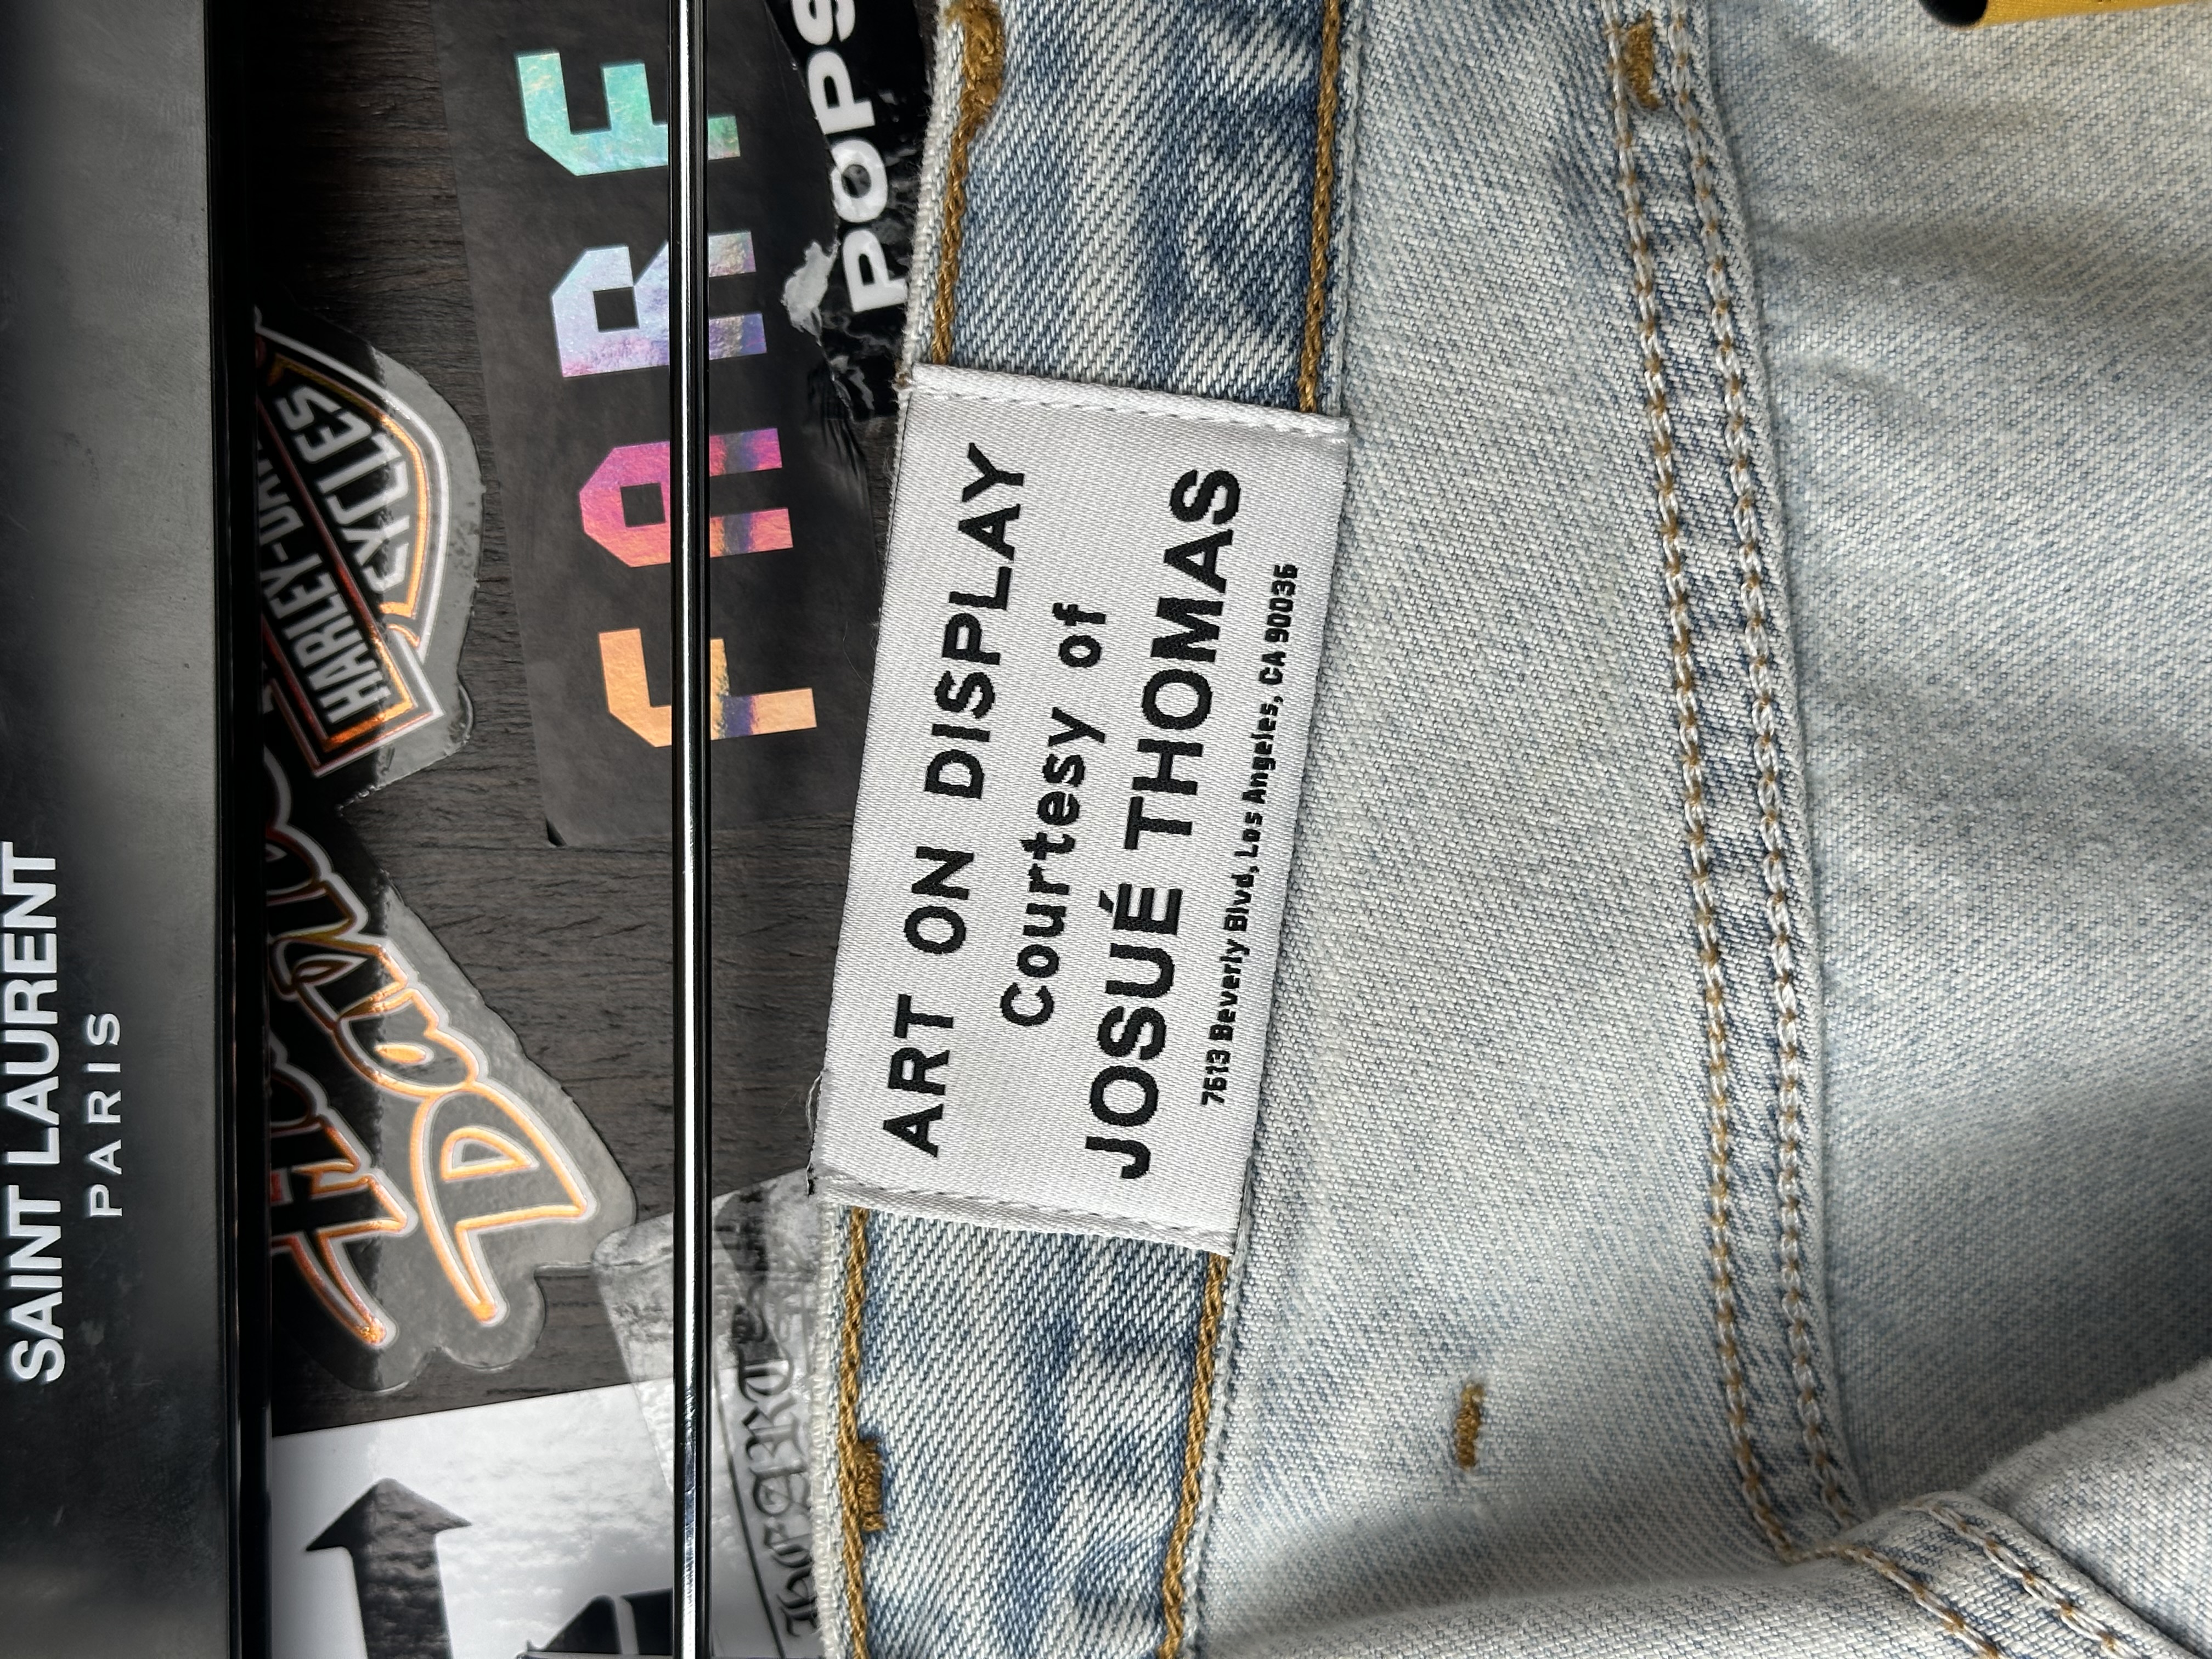 SAINT LAURENT
PARIS
HARLEY-
CYCLES
FARF
POPS
ART ON DISPLAY
Courtesy of
JOSUÉ THOMAS
7613 Beverly Blvd, Los Angeles, CA 90036